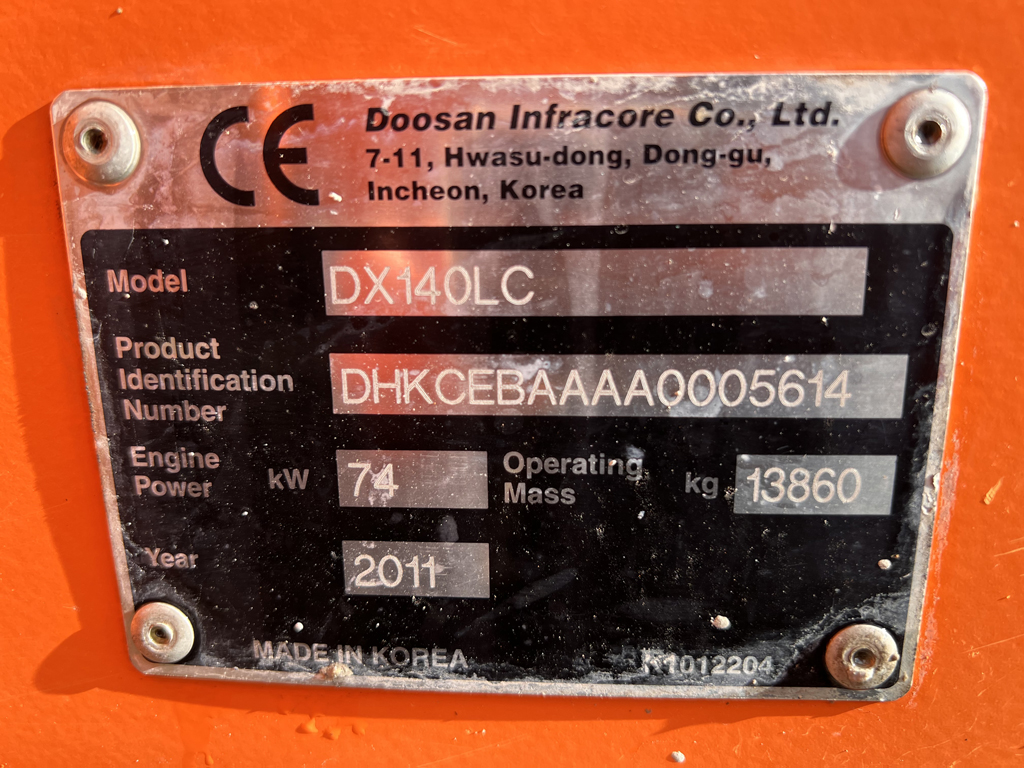 CE
Doosan Infracore Co., Ltd.
7-11, Hwasu-dong, Dong-gu,
Incheon, Korea
Model DX140LC
Product
Identification
Number
DHKCEBAAAA0005614
Engine
Power
kW 74
Operating
Mass
kg 13860
Year 2011
MADE IN KOREA
R1012204